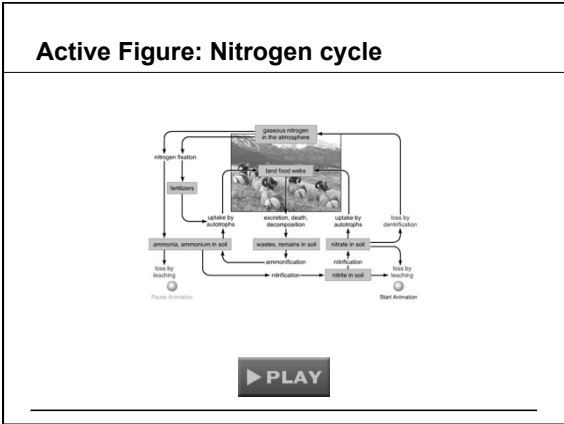 Active Figure: Nitrogen cycle
gaseous nitrogen
in the atmosphere
nitrogen fixation
land food webs
fertilizers
uptake by
autotrophs
excretion, death,
decomposition
uptake by
autotrophs
loss by
dentrification
ammonia, ammonium in soil
wastes, remains in soil
nitrate in soil
loss by
leaching
ammonification
nitrification
loss by
leaching
nitrification
nitrite in soil
Pause Animation
Start Animation
PLAY